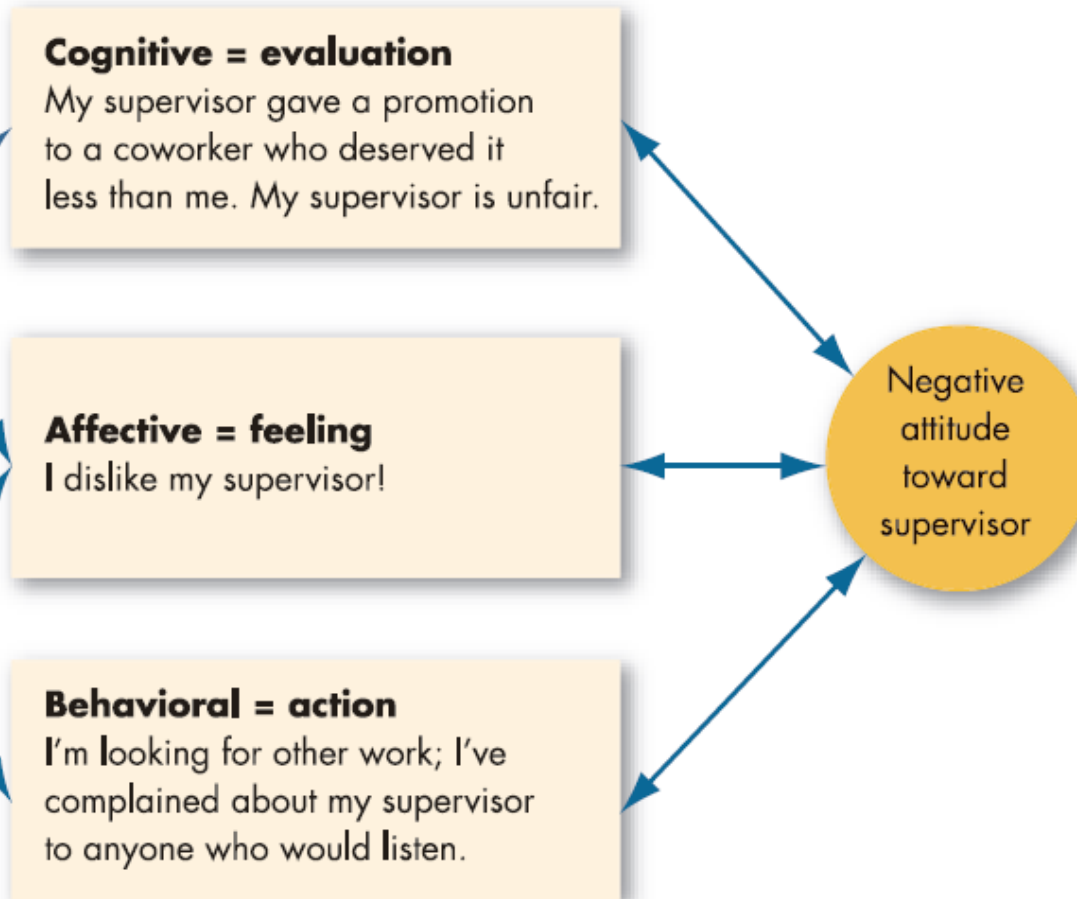 Cognitive = evaluation
My supervisor gave a promotion
to a coworker who deserved it
less than me. My supervisor is unfair.
Affective = feeling
I dislike my supervisor!
Behavioral = action
I'm looking for other work; I've
complained about my supervisor
to anyone who would listen.
Negative
attitude
toward
supervisor